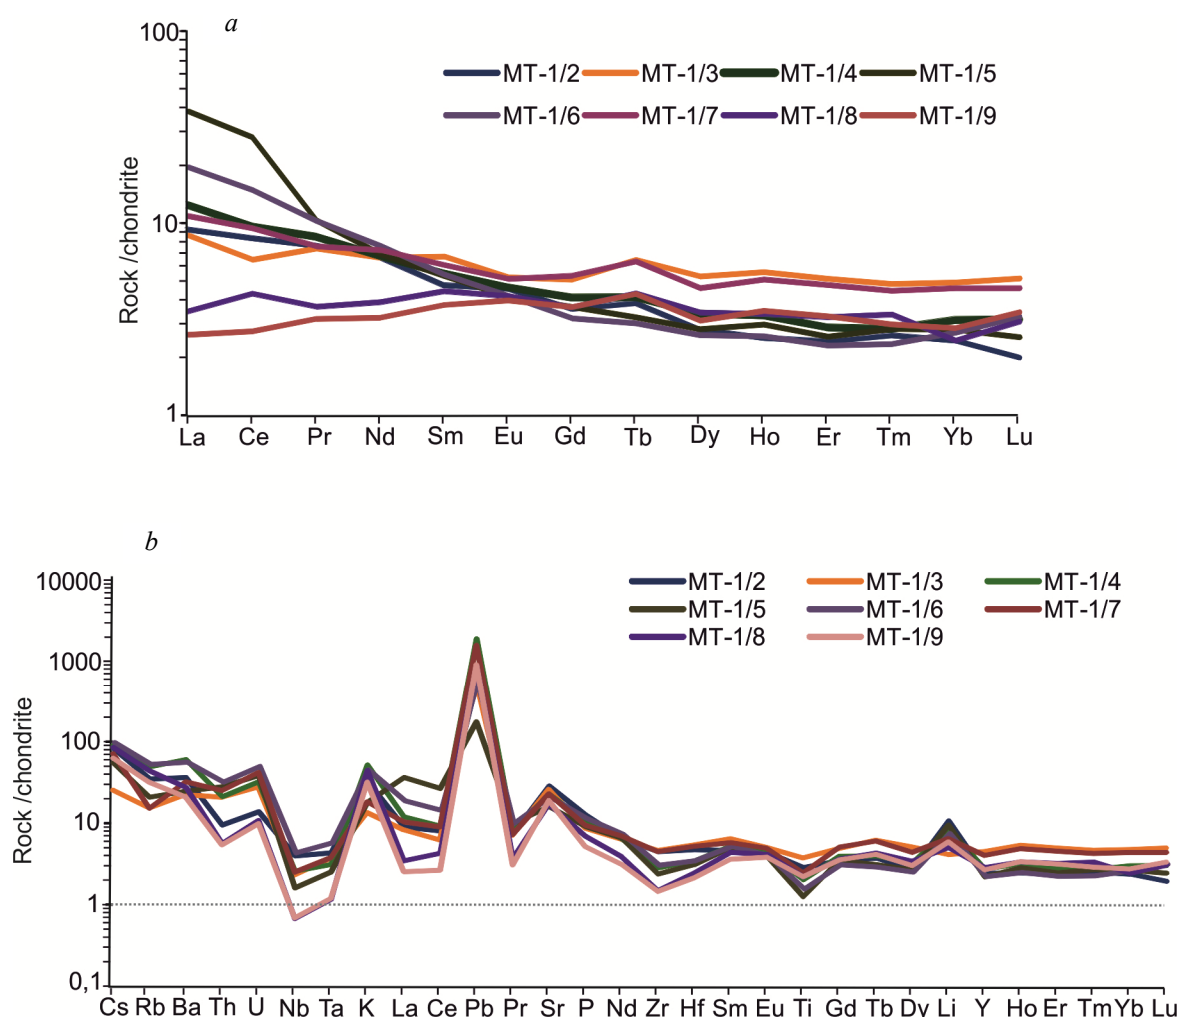 a
100
MT-1/2 MT-1/3 MT-1/4 MT-1/5
MT-1/6 MT-1/7 MT-1/8 MT-1/9
Rock /chondrite
10
1
La Ce Pr Nd Sm Eu Gd Tb Dy Ho Er Tm Yb Lu
b
10000
MT-1/2 MT-1/3 MT-1/4
MT-1/5 MT-1/6 MT-1/7
MT-1/8 MT-1/9
1000
Rock /chondrite
100
10
1
0,1
Cs Rb Ba Th U Nb Ta K La Ce Pb Pr Sr P Nd Zr Hf Sm Eu Ti Gd Tb Dy Li Y Ho Er Tm Yb Lu